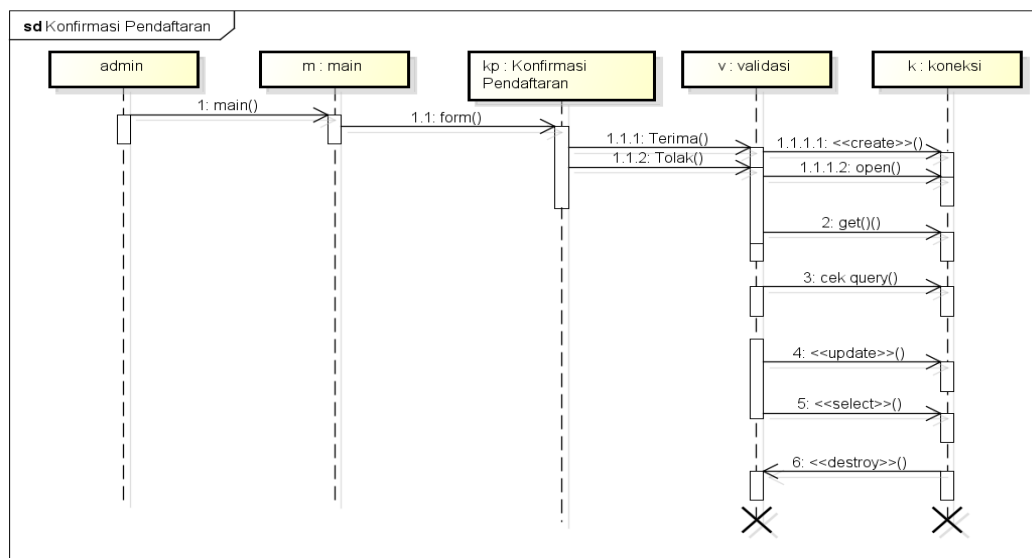 sd Konfirmasi Pendaftaran
admin
m : main
kp : Konfirmasi
Pendaftaran
v : validasi
k : koneksi
1: main()
1.1: form()
1.1.1: Terima()
1.1.1.1: <<create>>()
1.1.2: Tolak()
1.1.1.2: open()
2: get()()
3: cek query()
4: <<update>>()
5: <<select>>()
6: <<destroy>>()